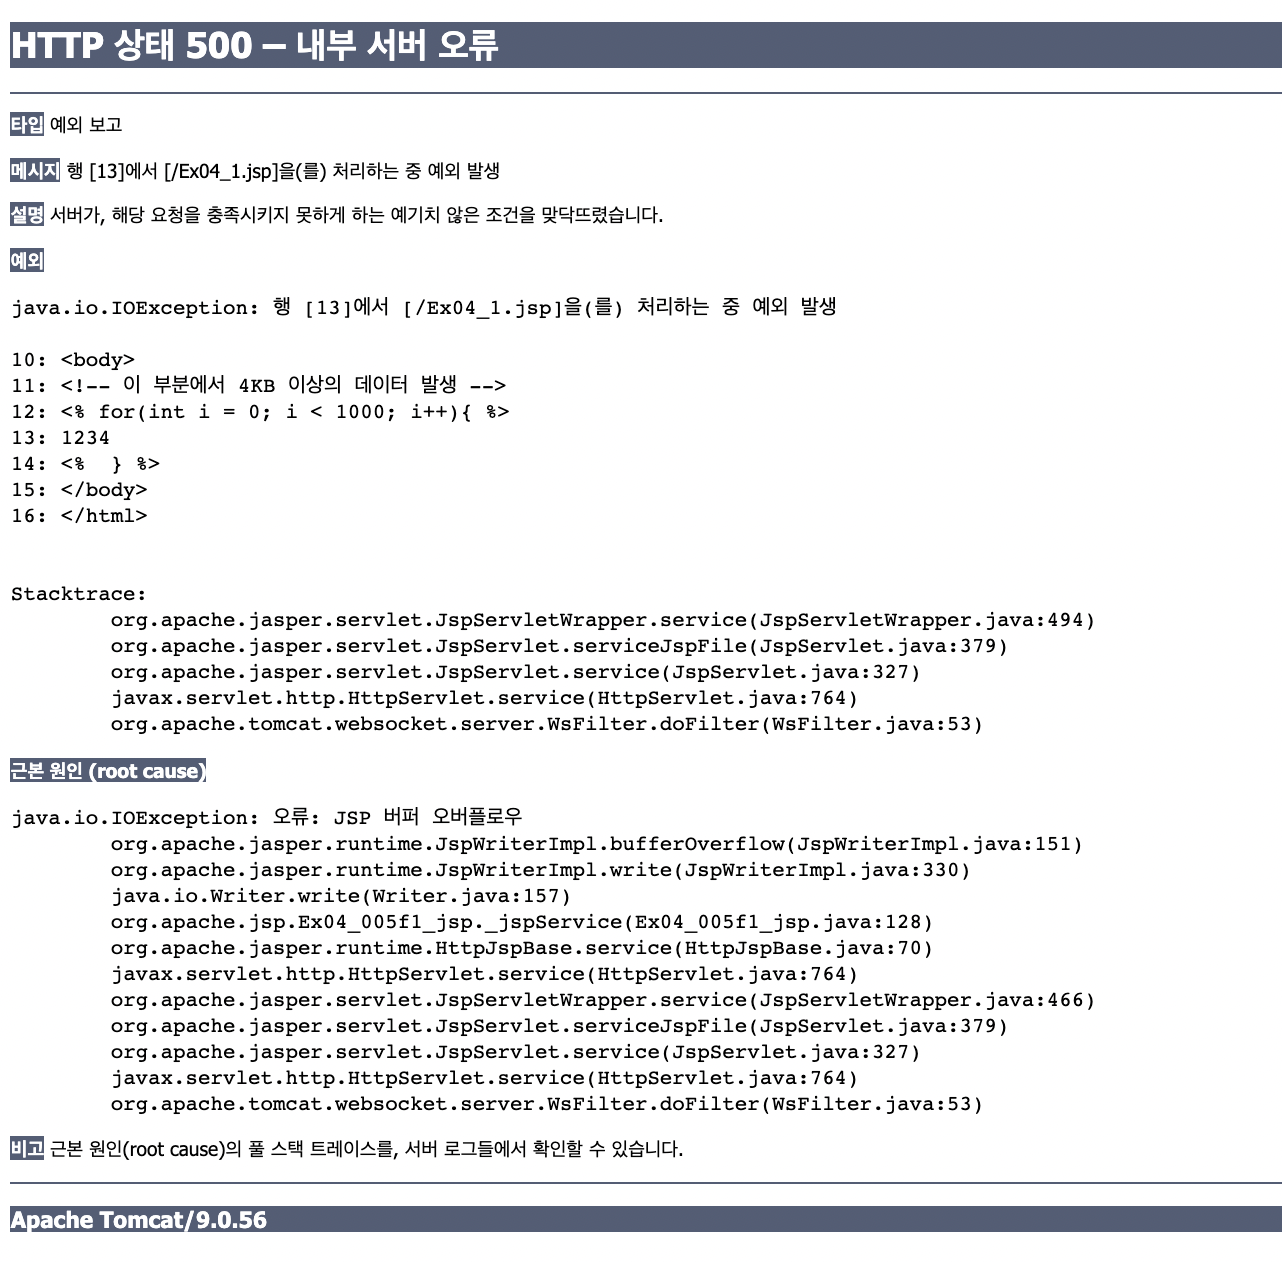 HTTP 상태 500 – 내부 서버 오류
타입 예외 보고
메시지 행 [13]에서 [/Ex04_1.jsp]을(를) 처리하는 중 예외 발생
설명 서버가, 해당 요청을 충족시키지 못하게 하는 예기치 않은 조건을 맞닥뜨렸습니다.
예외
java.io.IOException: 행 [13]에서 [/Ex04_1.jsp]을(를) 처리하는 중 예외 발생
10: <body>
11: <!-- 이 부분에서 4KB 이상의 데이터 발생 -->
12: <% for(int i = 0; i < 1000; i++){ %>
13: 1234
14: <%  } %>
15: </body>
16: </html>
Stacktrace:
	org.apache.jasper.servlet.JspServletWrapper.service(JspServletWrapper.java:494)
	org.apache.jasper.servlet.JspServlet.serviceJspFile(JspServlet.java:379)
	org.apache.jasper.servlet.JspServlet.service(JspServlet.java:327)
	javax.servlet.http.HttpServlet.service(HttpServlet.java:764)
	org.apache.tomcat.websocket.server.WsFilter.doFilter(WsFilter.java:53)
근본 원인 (root cause)
java.io.IOException: 오류: JSP 버퍼 오버플로우
	org.apache.jasper.runtime.JspWriterImpl.bufferOverflow(JspWriterImpl.java:151)
	org.apache.jasper.runtime.JspWriterImpl.write(JspWriterImpl.java:330)
	java.io.Writer.write(Writer.java:157)
	org.apache.jsp.Ex04_005f1_jsp._jspService(Ex04_005f1_jsp.java:128)
	org.apache.jasper.runtime.HttpJspBase.service(HttpJspBase.java:70)
	javax.servlet.http.HttpServlet.service(HttpServlet.java:764)
	org.apache.jasper.servlet.JspServletWrapper.service(JspServletWrapper.java:466)
	org.apache.jasper.servlet.JspServlet.serviceJspFile(JspServlet.java:379)
	org.apache.jasper.servlet.JspServlet.service(JspServlet.java:327)
	javax.servlet.http.HttpServlet.service(HttpServlet.java:764)
	org.apache.tomcat.websocket.server.WsFilter.doFilter(WsFilter.java:53)
비고 근본 원인(root cause)의 풀 스택 트레이스를, 서버 로그들에서 확인할 수 있습니다.
Apache Tomcat/9.0.56